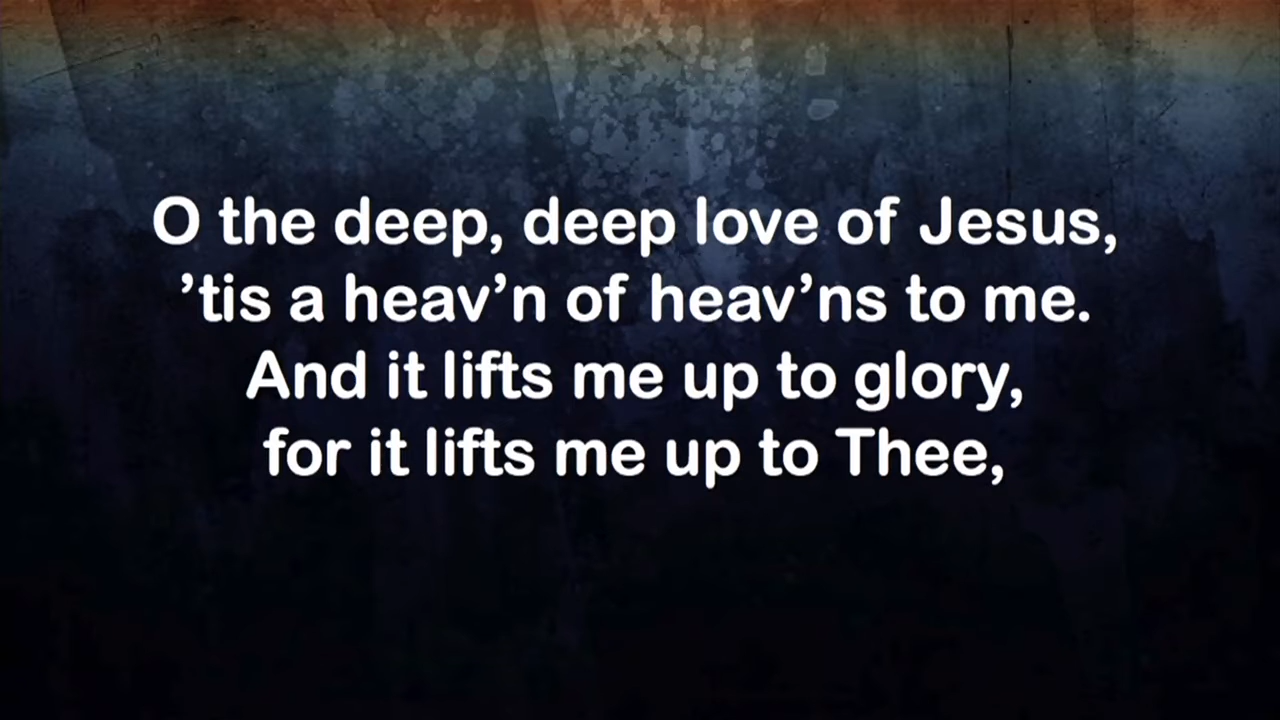 O the deep, deep love of Jesus,
’tis a heav’n of heav’ns to me.
And it lifts me up to glory,
for it lifts me up to Thee,